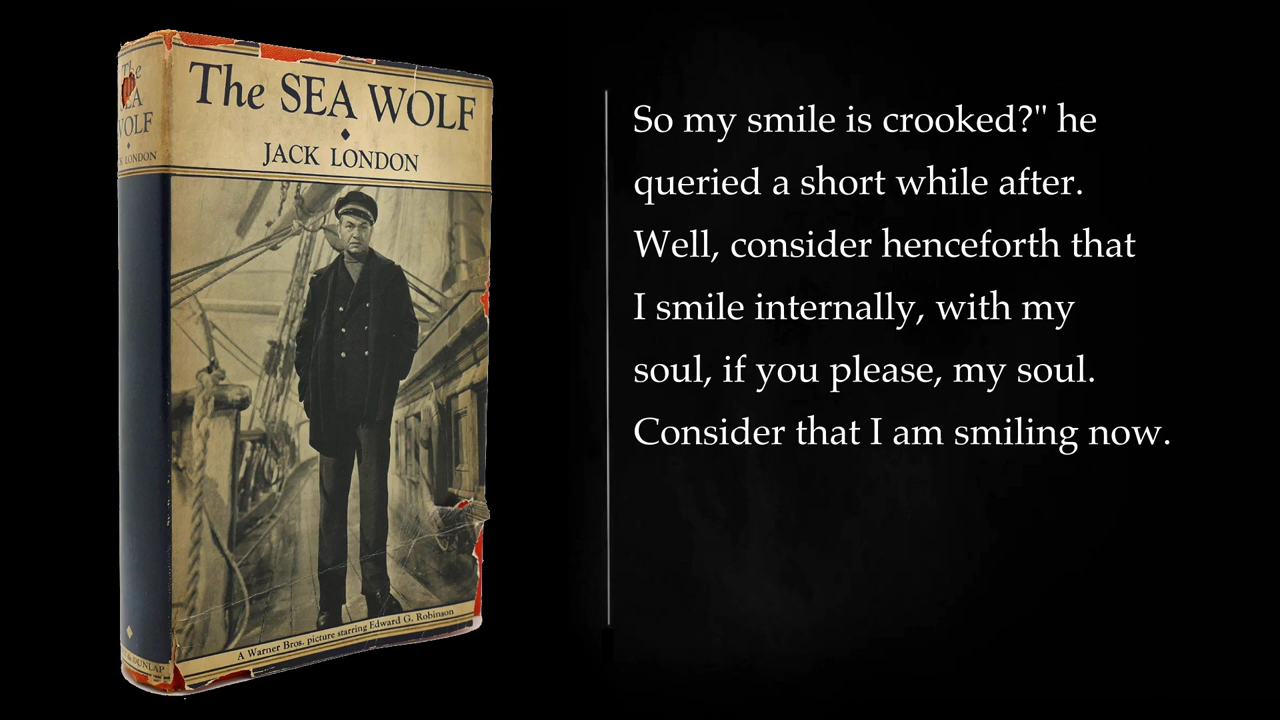 The SEA WOLF
JACK LONDON
A Warner Bros. picture starring Edward G. Robinson
The
SEA
WOLF
LONDON
DUNLAP
So my smile is crooked?" he
queried a short while after.
Well, consider henceforth that
I smile internally, with my
soul, if you please, my soul.
Consider that I am smiling now.